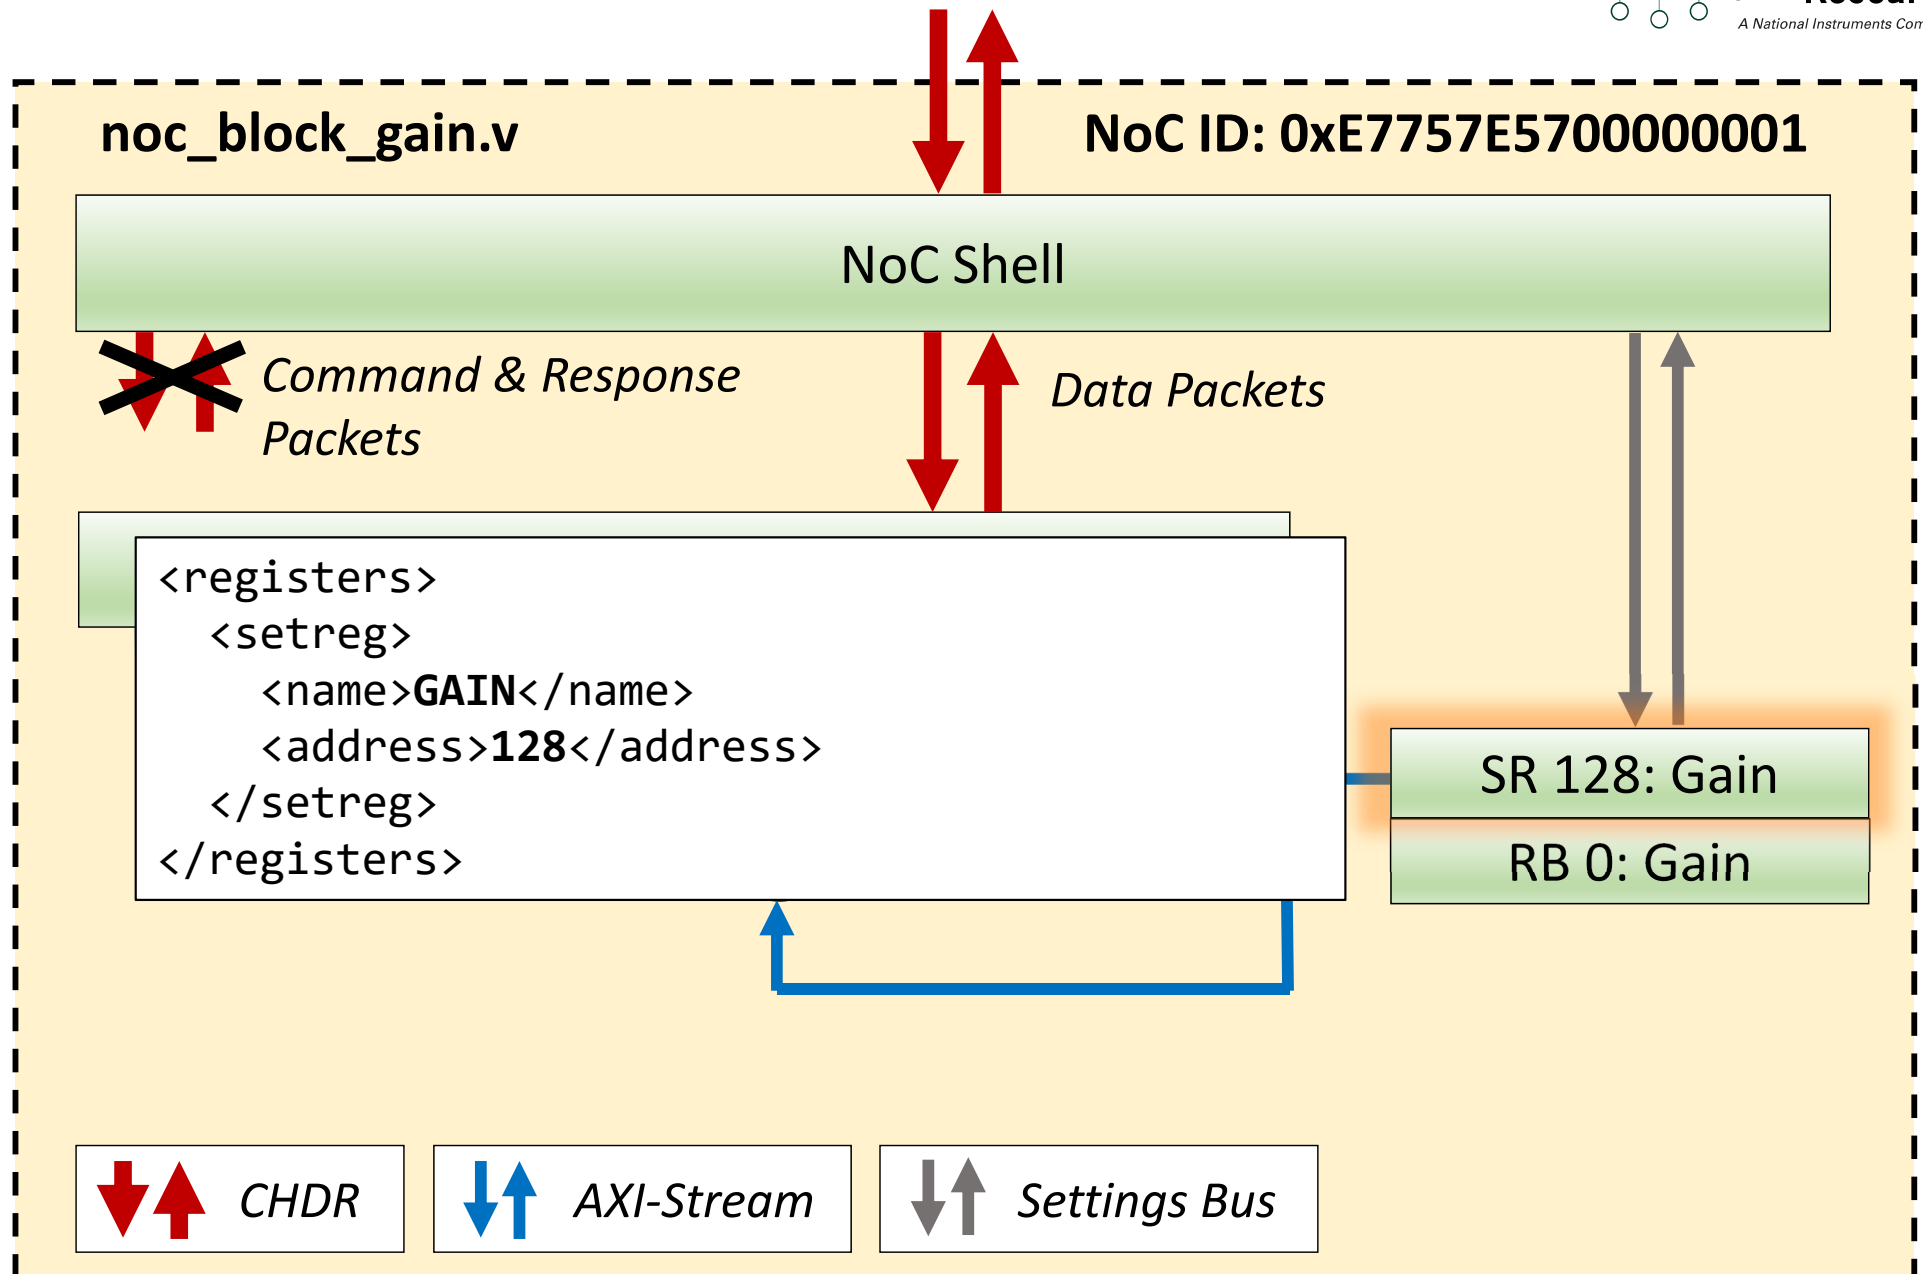 A National Instruments Com
noc_block_gain.v
NoC ID: 0xE7757E5700000001
NoC Shell
Command & Response
Packets
Data Packets
<registers>
  <setreg>
    <name>GAIN</name>
    <address>128</address>
  </setreg>
</registers>
SR 128: Gain
RB 0: Gain
CHDR
AXI-Stream
Settings Bus